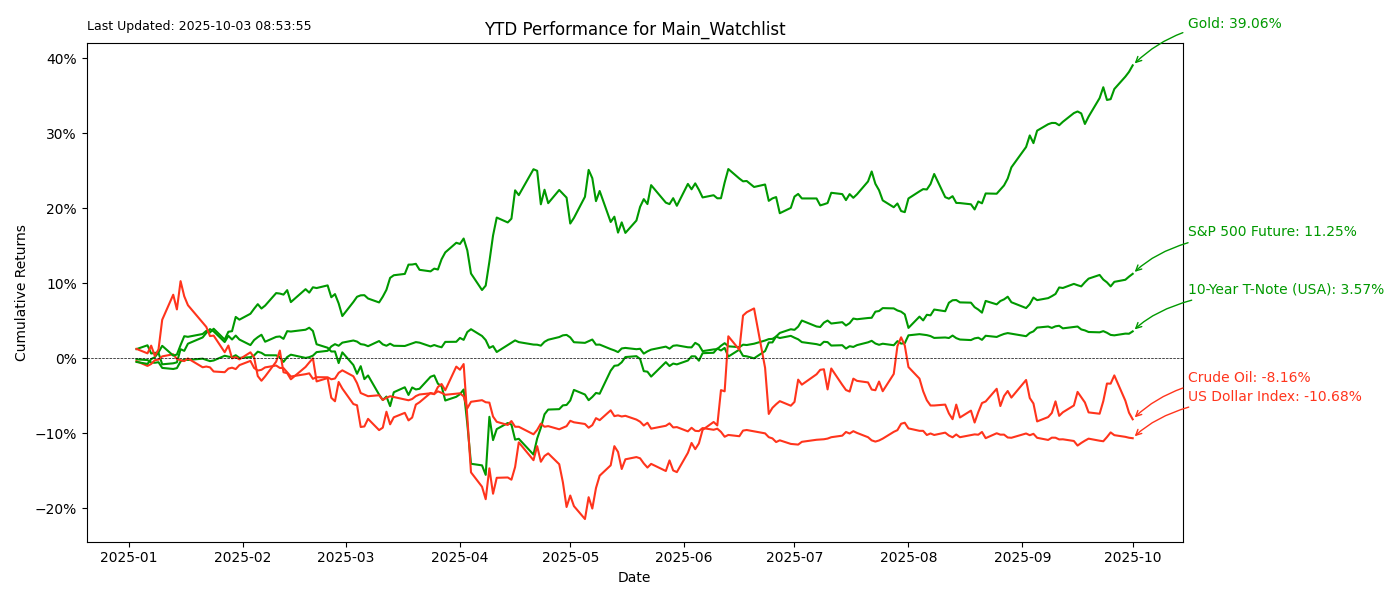 Last Updated: 2025-10-03 08:53:55
YTD Performance for Main_Watchlist
Gold: 39.06%
S&P 500 Future: 11.25%
10-Year T-Note (USA): 3.57%
Crude Oil: -8.16%
US Dollar Index: -10.68%
Cumulative Returns
40%
30%
20%
10%
0%
−10%
−20%
2025-01 2025-02 2025-03 2025-04 2025-05 2025-06 2025-07 2025-08 2025-09 2025-10
Date